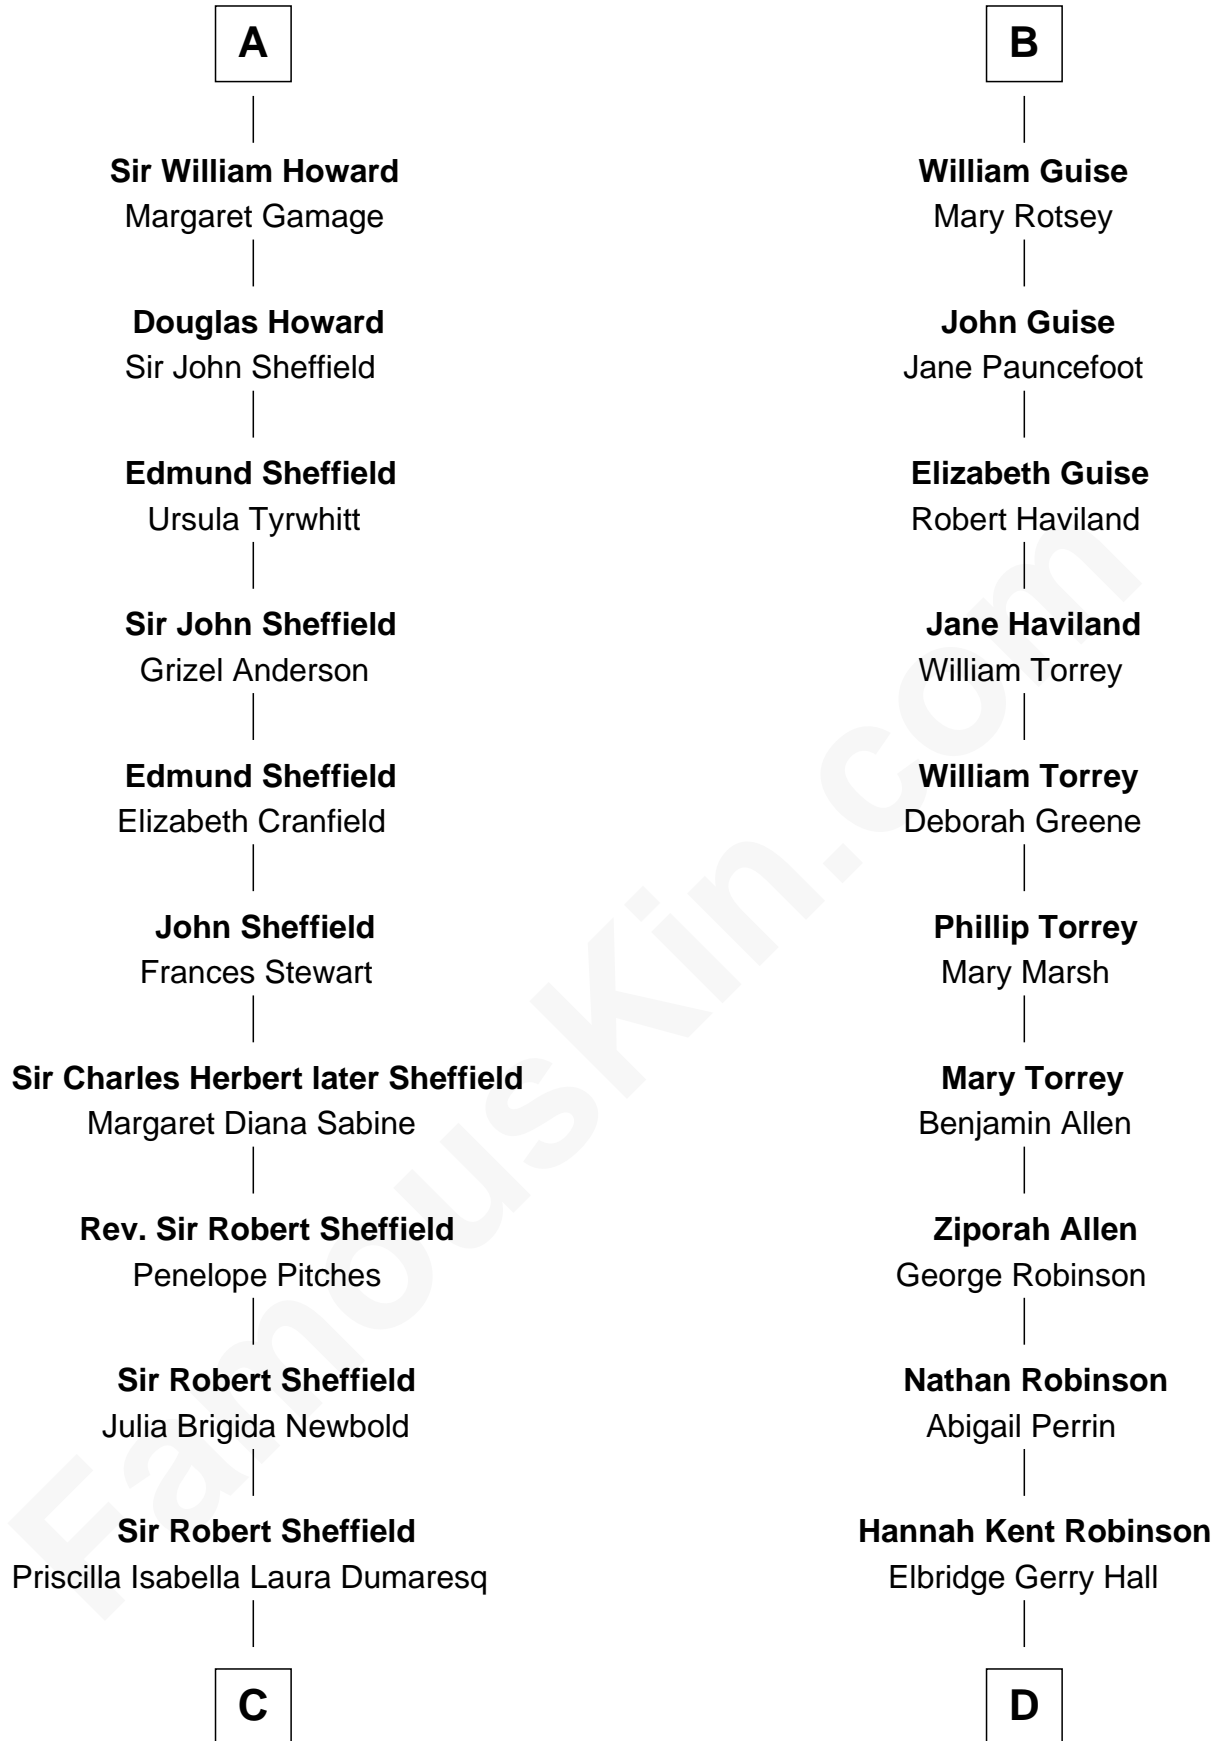 A
Sir William Howard
Margaret Gamage
Douglas Howard
Sir John Sheffield
Edmund Sheffield
Ursula Tyrwhitt
Sir John Sheffield
Grizel Anderson
Edmund Sheffield
Elizabeth Cranfield
John Sheffield
Frances Stewart
Sir Charles Herbert later Sheffield
Margaret Diana Sabine
Rev. Sir Robert Sheffield
Penelope Pitches
Sir Robert Sheffield
Julia Brigida Newbold
Sir Robert Sheffield
Priscilla Isabella Laura Dumaresq
C
B
William Guise
Mary Rotsey
John Guise
Jane Pauncefoot
Elizabeth Guise
Robert Haviland
Jane Haviland
William Torrey
William Torrey
Deborah Greene
Phillip Torrey
Mary Marsh
Mary Torrey
Benjamin Allen
Ziporah Allen
George Robinson
Nathan Robinson
Abigail Perrin
Hannah Kent Robinson
Elbridge Gerry Hall
D
FamousKin.com